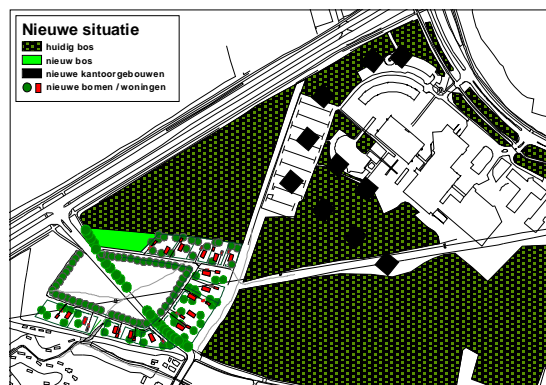 Nieuwe situatie
huidig bos
nieuw bos
nieuwe kantoorgebouwen
nieuwe bomen / woningen